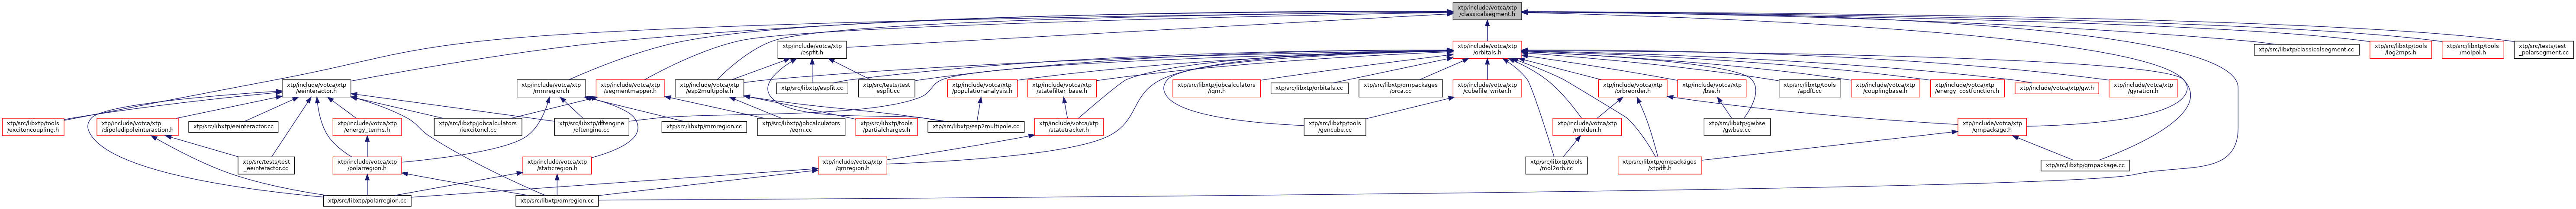 xtp/include/votca/xtp
/classicalsegment.h
xtp/include/votca/xtp
/espfit.h
xtp/include/votca/xtp
/orbitals.h
xtp/src/libxtp/classicalsegment.cc
xtp/src/libxtp/tools
/log2mps.h
xtp/src/libxtp/tools
/molpol.h
xtp/src/tests/test
_polarsegment.cc
xtp/include/votca/xtp
/eeinteractor.h
xtp/include/votca/xtp
/mmregion.h
xtp/include/votca/xtp
/segmentmapper.h
xtp/include/votca/xtp
/esp2multipole.h
xtp/src/libxtp/espfit.cc
xtp/src/tests/test
_espfit.cc
xtp/include/votca/xtp
/populationanalysis.h
xtp/include/votca/xtp
/statefilter_base.h
xtp/src/libxtp/jobcalculators
/iqm.h
xtp/src/libxtp/orbitals.cc
xtp/src/libxtp/qmpackages
/orca.cc
xtp/include/votca/xtp
/cubefile_writer.h
xtp/include/votca/xtp
/orbreorder.h
xtp/include/votca/xtp
/bse.h
xtp/src/libxtp/tools
/apdft.cc
xtp/include/votca/xtp
/couplingbase.h
xtp/include/votca/xtp
/energy_costfunction.h
xtp/include/votca/xtp/gw.h
xtp/include/votca/xtp
/gyration.h
xtp/src/libxtp/tools
/excitoncoupling.h
xtp/include/votca/xtp
/dipoledipoleinteraction.h
xtp/src/libxtp/eeinteractor.cc
xtp/include/votca/xtp
/energy_terms.h
xtp/src/libxtp/jobcalculators
/iexcitoncl.cc
xtp/src/libxtp/dftengine
/dftengine.cc
xtp/src/libxtp/mmregion.cc
xtp/src/libxtp/jobcalculators
/eqm.cc
xtp/src/libxtp/tools
/partialcharges.h
xtp/src/libxtp/esp2multipole.cc
xtp/include/votca/xtp
/statetracker.h
xtp/src/libxtp/tools
/gencube.cc
xtp/include/votca/xtp
/molden.h
xtp/src/libxtp/gwbse
/gwbse.cc
xtp/include/votca/xtp
/qmpackage.h
xtp/src/tests/test
_eeinteractor.cc
xtp/include/votca/xtp
/polarregion.h
xtp/include/votca/xtp
/staticregion.h
xtp/include/votca/xtp
/qmregion.h
xtp/src/libxtp/tools
/mol2orb.cc
xtp/src/libxtp/qmpackages
/xtpdft.h
xtp/src/libxtp/qmpackage.cc
xtp/src/libxtp/polarregion.cc
xtp/src/libxtp/qmregion.cc